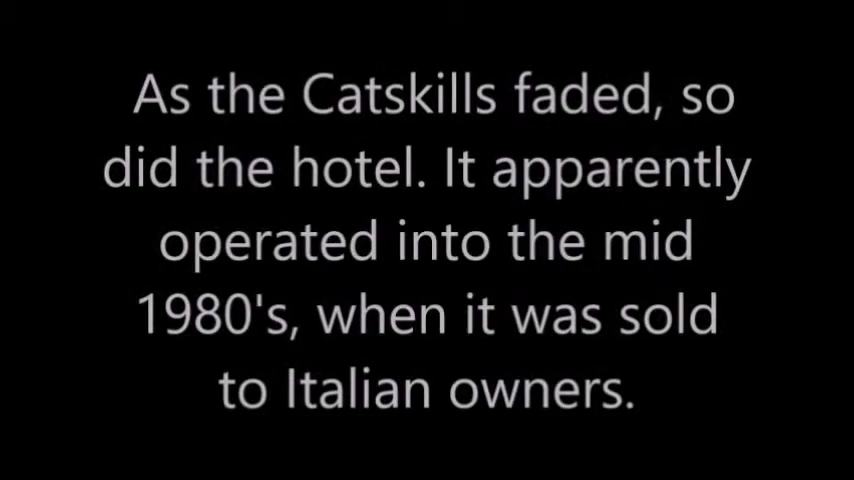 As the Catskills faded, so
did the hotel. It apparently
operated into the mid
1980's, when it was sold
to Italian owners.